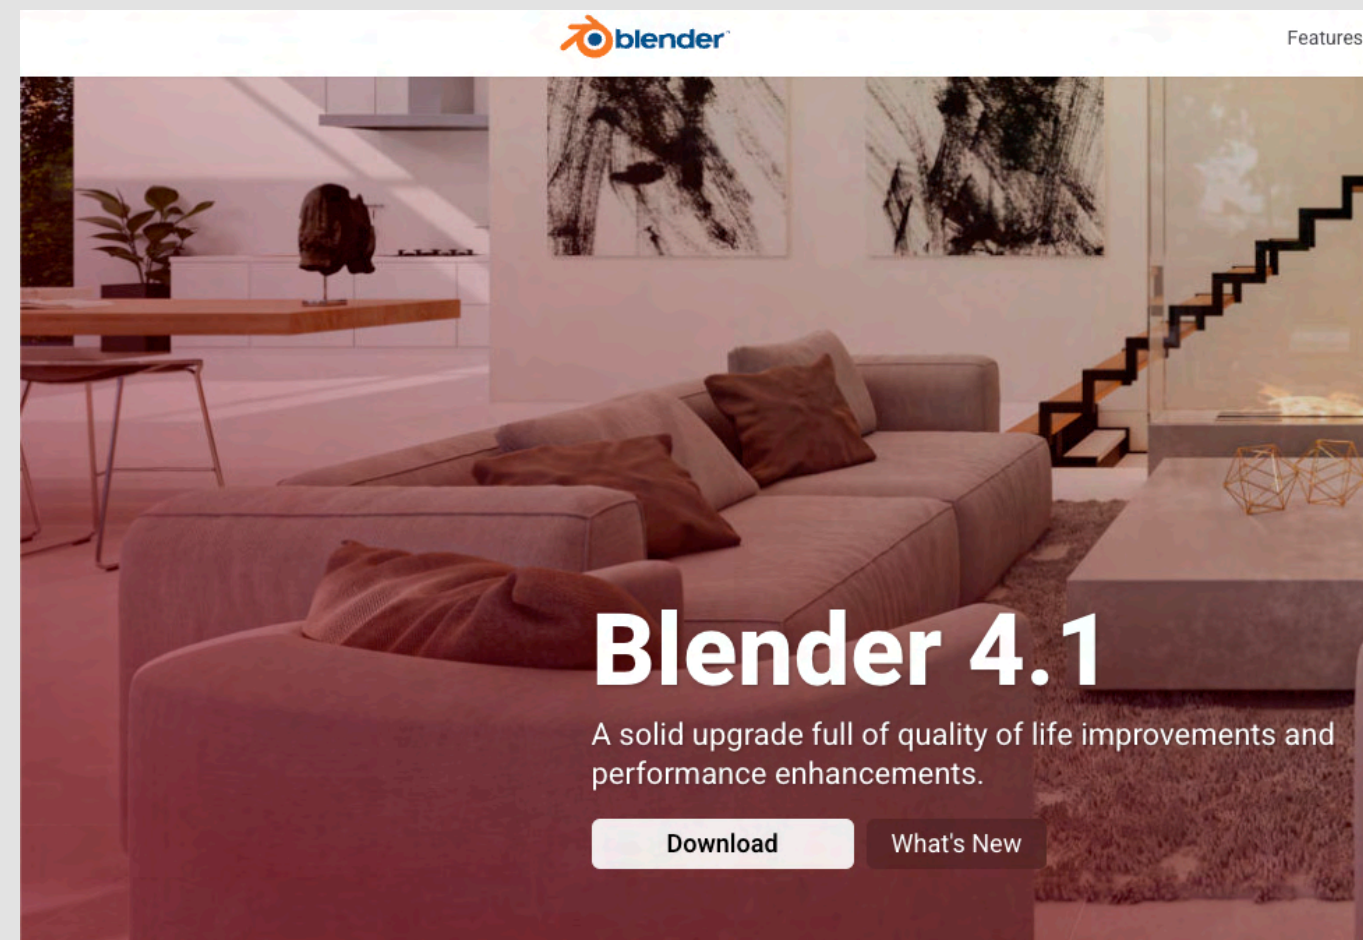 blender
Features
Blender 4.1
A solid upgrade full of quality of life improvements and
performance enhancements.
Download
What's New